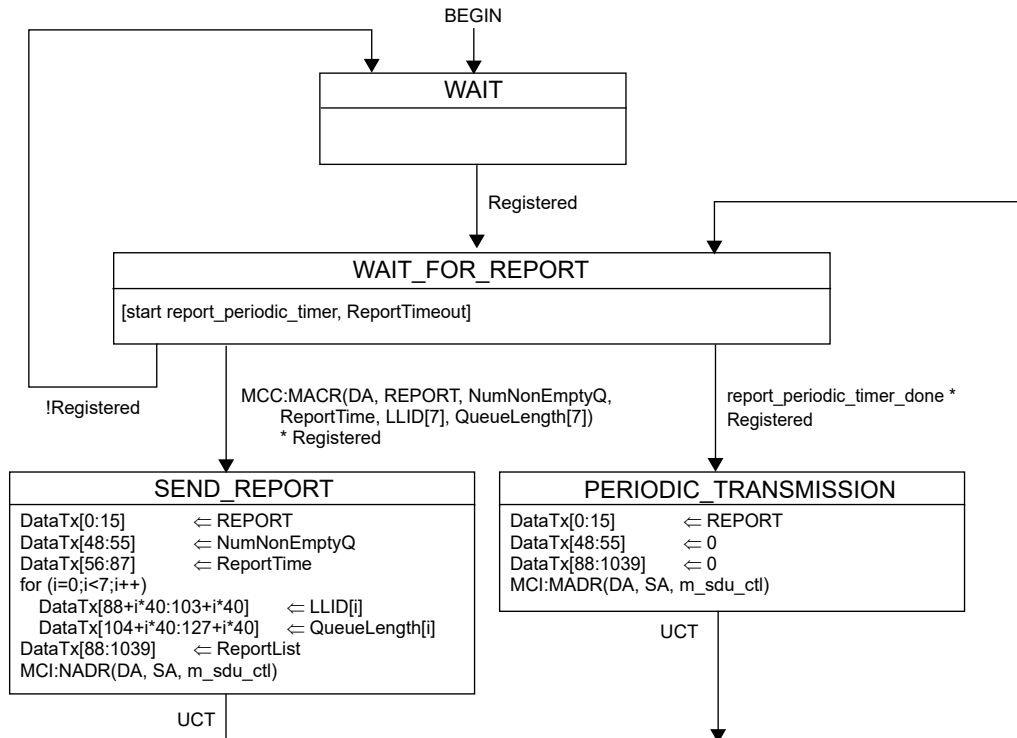 BEGIN
WAIT
Registered
WAIT_FOR_REPORT
[start report_periodic_timer, ReportTimeout]
!Registered
MCC:MACR(DA, REPORT, NumNonEmptyQ,
ReportTime, LLID[7], QueueLength[7])
* Registered
report_periodic_timer_done *
Registered
SEND_REPORT
DataTx[0:15] ⇐ REPORT
DataTx[48:55] ⇐ NumNonEmptyQ
DataTx[56:87] ⇐ ReportTime
for (i=0;i<7;i++)
DataTx[88+i*40:103+i*40] ⇐ LLID[i]
DataTx[104+i*40:127+i*40] ⇐ QueueLength[i]
DataTx[88:1039] ⇐ ReportList
MCI:NADR(DA, SA, m_sdu_ctl)
UCT
PERIODIC_TRANSMISSION
DataTx[0:15] ⇐ REPORT
DataTx[48:55] ⇐ 0
DataTx[88:1039] ⇐ 0
MCI:MADR(DA, SA, m_sdu_ctl)
UCT